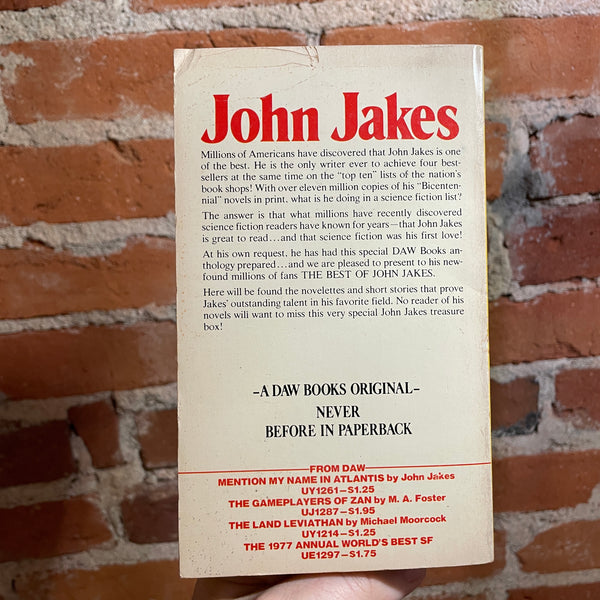 John Jakes
Millions of Americans have discovered that John Jakes is one
of the best. He is the only writer ever to achieve four best-
sellers at the same time on the "top ten" lists of the nation's
book shops! With over eleven million copies of his "Bicenten-
nial" novels in print, what is he doing in a science fiction list?
The answer is that what millions have recently discovered
science fiction readers have known for years—that John Jakes
is great to read...and that science fiction was his first love!
At his own request, he has had this special DAW Books an-
thology prepared...and we are pleased to present to his new-
found millions of fans THE BEST OF JOHN JAKES.
Here will be found the novelettes and short stories that prove
Jakes' outstanding talent in his favorite field. No reader of his
novels will want to miss this very special John Jakes treasure
box!
–A DAW BOOKS ORIGINAL–
NEVER
BEFORE IN PAPERBACK
FROM DAW
MENTION MY NAME IN ATLANTIS by John Jakes
UY1261—$1.25
THE GAMEPLAYERS OF ZAN by M. A. Foster
UJ1287—$1.95
THE LAND LEVIATHAN by Michael Moorcock
UY1214—$1.25
THE 1977 ANNUAL WORLD'S BEST SF
UE1297—$1.75